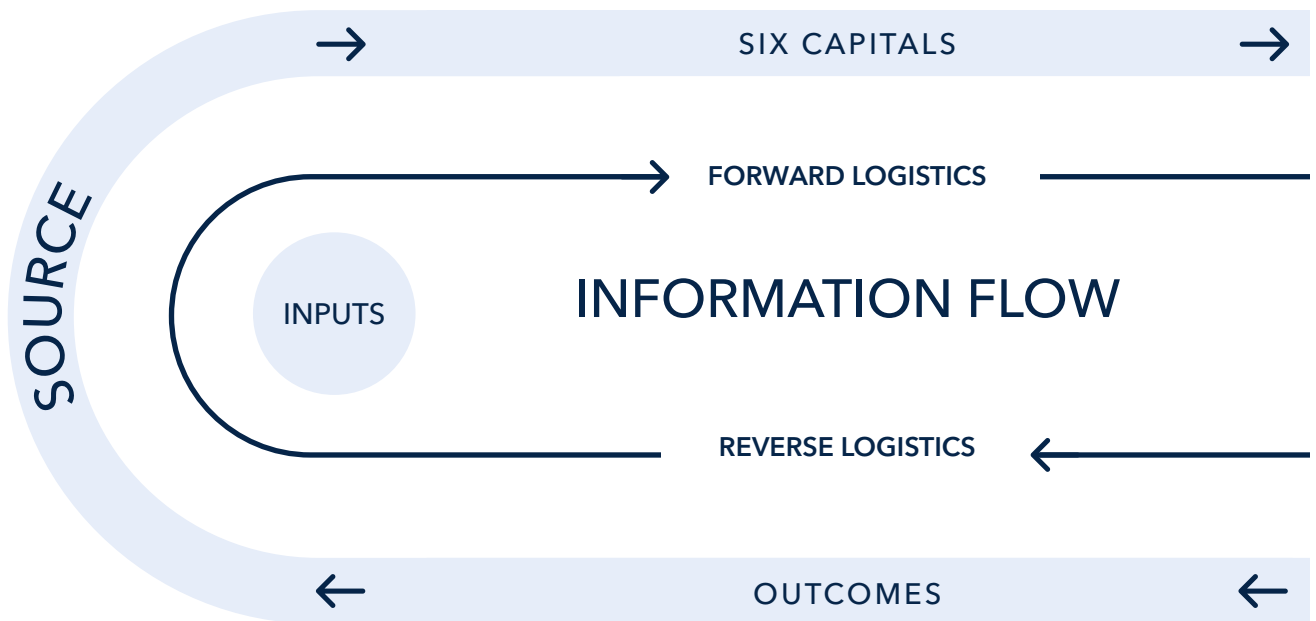 SIX CAPITALS
SOURCE
FORWARD LOGISTICS
INPUTS
INFORMATION FLOW
REVERSE LOGISTICS
OUTCOMES